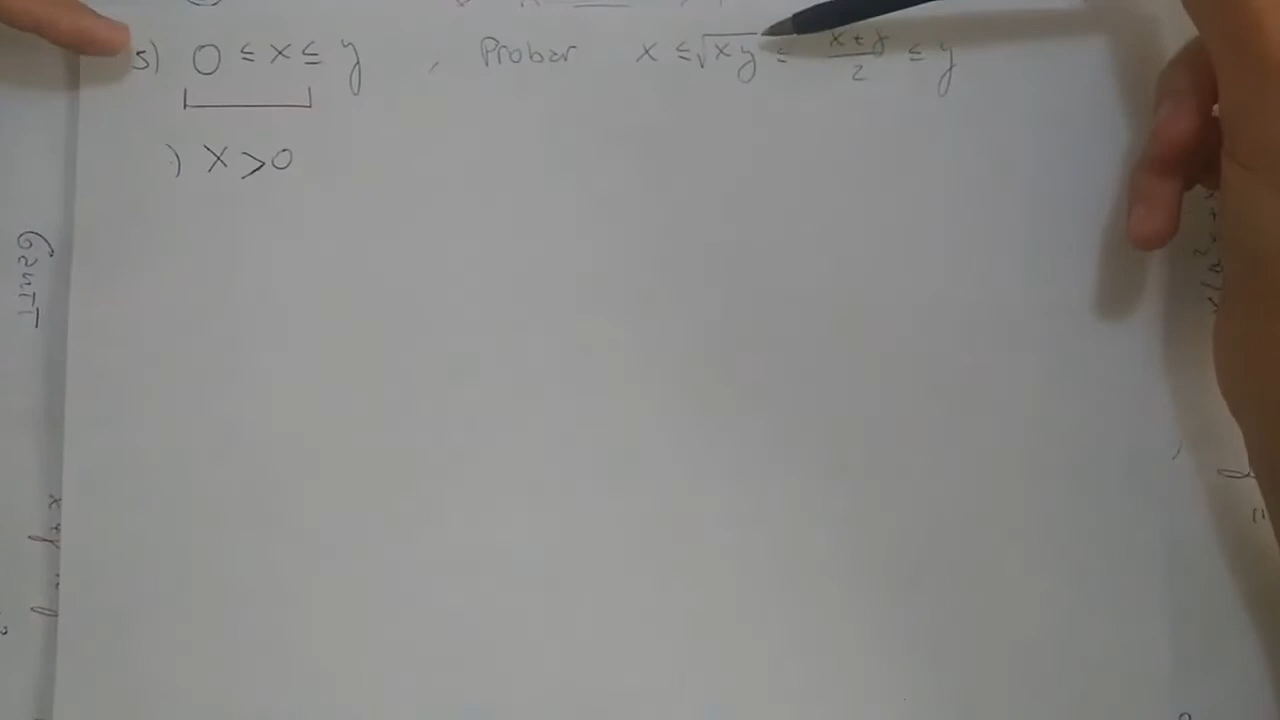 5) 0 ≤ x ≤ y , Probar x ≤ √xy ≤ x+y/2 ≤ y
·) x >0